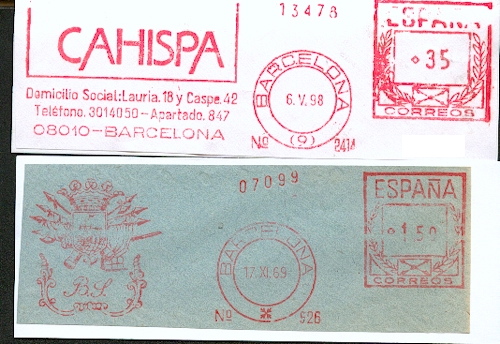 CAHISPA
Domicilio Social: Lauria, 18 y Caspe, 42
Teléfono. 3014050 - Apartado. 847
08010 - BARCELONA
13478
BARCELONA
6. V. 98
(9)
Nº 8414
ESPAÑA
35
CORREOS
B.S.
07099
BARCELONA
17. XI. 69
Nº 526
ESPAÑA
1.50
CORREOS